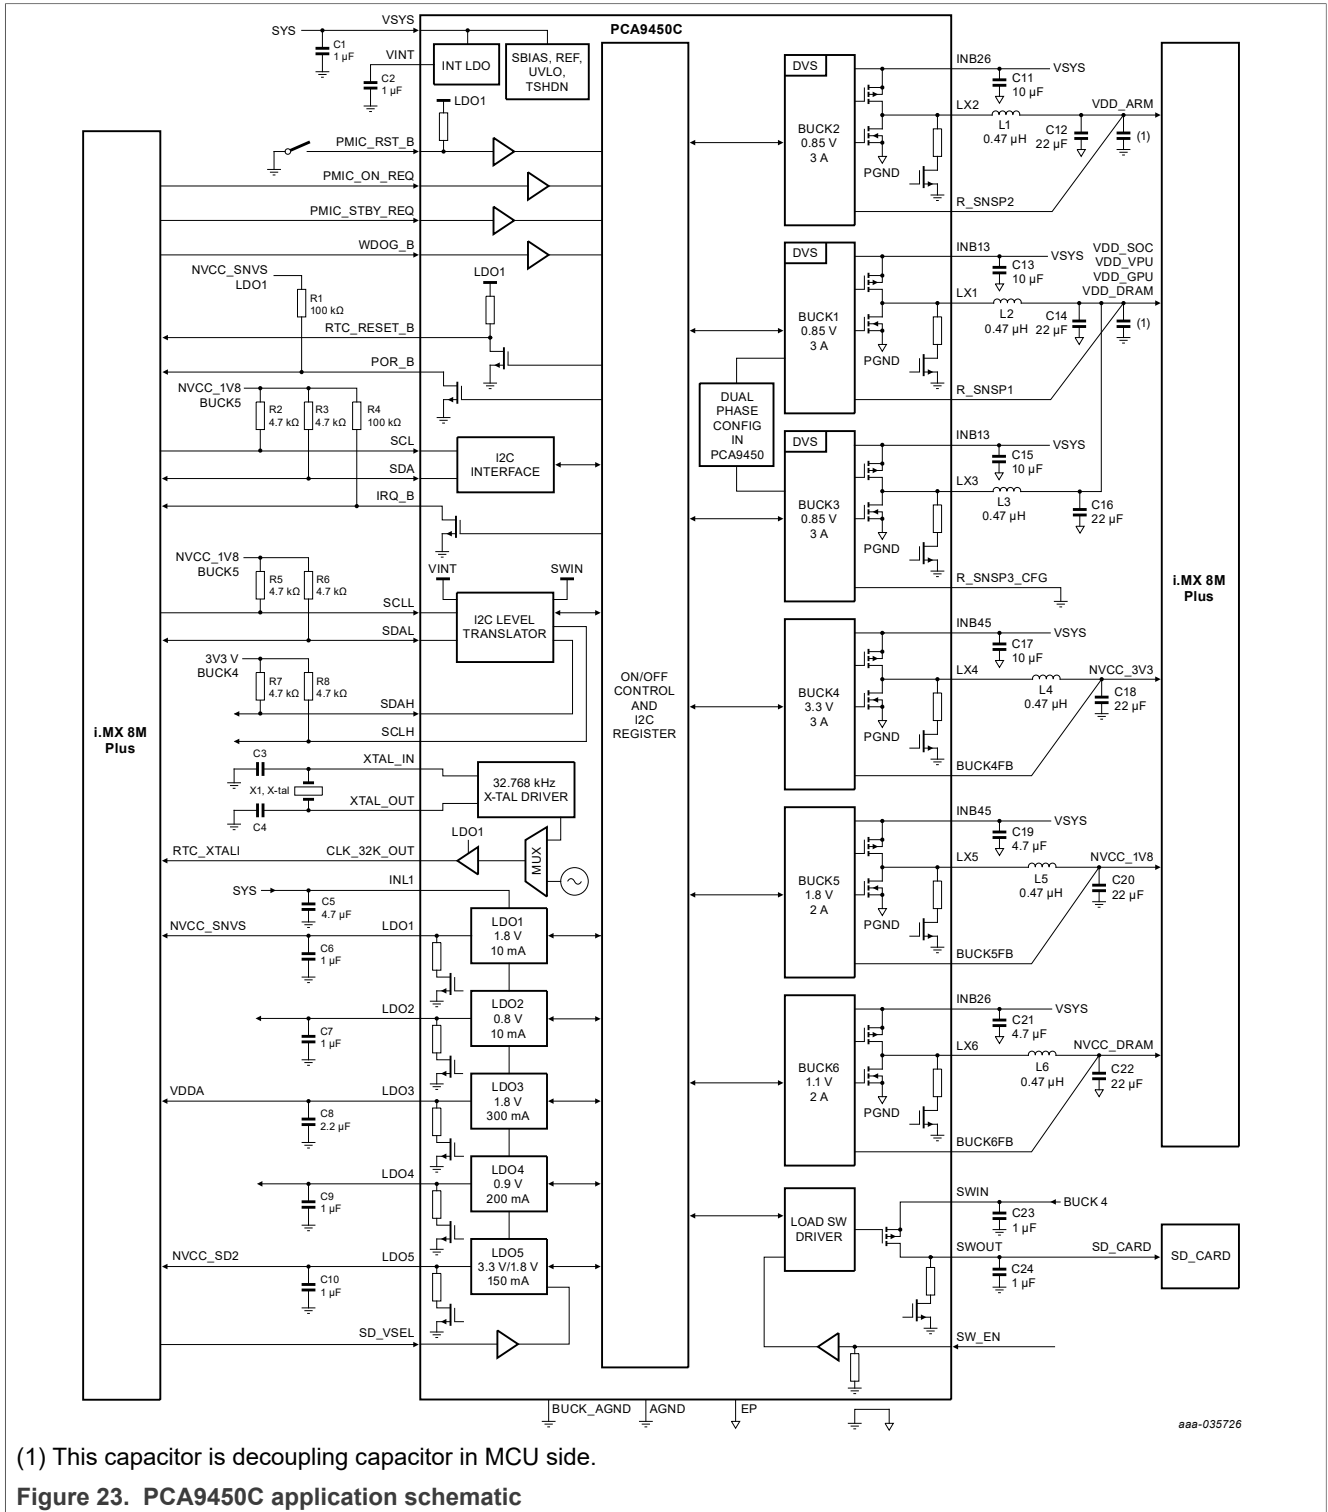 PCA9450C
SYS
VSYS
C1
1 µF
VINT
C2
1 µF
INT LDO
SBIAS, REF,
UVLO,
TSHDN
LDO1
PMIC_RST_B
PMIC_ON_REQ
PMIC_STBY_REQ
WDOG_B
NVCC_SNVS
LDO1
R1
100 kΩ
LDO1
RTC_RESET_B
POR_B
NVCC_1V8
BUCK5
R2
4.7 kΩ
R3
4.7 kΩ
R4
100 kΩ
SCL
SDA
I2C
INTERFACE
IRQ_B
NVCC_1V8
BUCK5
R5
4.7 kΩ
R6
4.7 kΩ
VINT
SWIN
SCLL
SDAL
I2C LEVEL
TRANSLATOR
3V3 V
BUCK4
R7
4.7 kΩ
R8
4.7 kΩ
SDAH
SCLH
i.MX 8M
Plus
C3
XTAL_IN
X1, X-tal
XTAL_OUT
C4
32.768 kHz
X-TAL DRIVER
LDO1
MUX
RTC_XTALI
CLK_32K_OUT
SYS
INL1
C5
4.7 µF
NVCC_SNVS
LDO1
C6
1 µF
LDO1
1.8 V
10 mA
LDO2
C7
1 µF
LDO2
0.8 V
10 mA
VDDA
LDO3
C8
2.2 µF
LDO3
1.8 V
300 mA
LDO4
C9
1 µF
LDO4
0.9 V
200 mA
NVCC_SD2
LDO5
C10
1 µF
LDO5
3.3 V/1.8 V
150 mA
SD_VSEL
ON/OFF
CONTROL
AND
I2C
REGISTER
DVS
BUCK2
0.85 V
3 A
PGND
INB26
VSYS
C11
10 µF
LX2
L1
0.47 µH
C12
22 µF
VDD_ARM
(1)
R_SNSP2
DVS
BUCK1
0.85 V
3 A
PGND
INB13
VSYS
C13
10 µF
VDD_SOC
VDD_VPU
VDD_GPU
VDD_DRAM
LX1
L2
0.47 µH
C14
22 µF
(1)
R_SNSP1
DUAL
PHASE
CONFIG
IN
PCA9450
DVS
BUCK3
0.85 V
3 A
PGND
INB13
VSYS
C15
10 µF
LX3
L3
0.47 µH
C16
22 µF
R_SNSP3_CFG
i.MX 8M
Plus
BUCK4
3.3 V
3 A
PGND
INB45
VSYS
C17
10 µF
LX4
L4
0.47 µH
NVCC_3V3
C18
22 µF
BUCK4FB
BUCK5
1.8 V
2 A
PGND
INB45
VSYS
C19
4.7 µF
LX5
L5
0.47 µH
NVCC_1V8
C20
22 µF
BUCK5FB
BUCK6
1.1 V
2 A
PGND
INB26
VSYS
C21
4.7 µF
LX6
L6
0.47 µH
NVCC_DRAM
C22
22 µF
BUCK6FB
LOAD SW
DRIVER
SWIN
BUCK 4
C23
1 µF
SWOUT
SD_CARD
C24
1 µF
SD_CARD
SW_EN
BUCK_AGND
AGND
EP
aaa-035726
(1) This capacitor is decoupling capacitor in MCU side.
Figure 23. PCA9450C application schematic